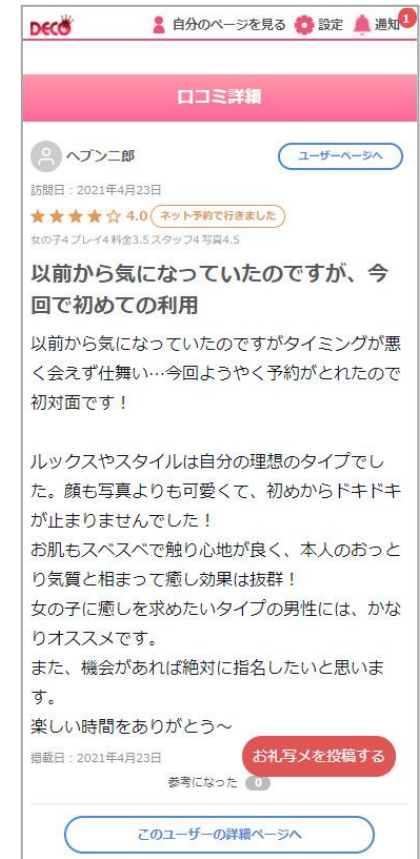 DECO 自分のページを見る 設定 通知 1
口コミ詳細
ヘブン二郎 ユーザーページへ
訪問日：2021年4月23日
★★★★☆ 4.0 ネット予約で行きました
女の子4 プレイ4 料金3.5 スタッフ4 写真4.5
以前から気になっていたのですが、今
回で初めての利用
以前から気になっていたのですがタイミングが悪
く会えず仕舞い…今回ようやく予約がとれたので
初対面です！
ルックスやスタイルは自分の理想のタイプでし
た。顔も写真よりも可愛くて、初めからドキドキ
が止まりませんでした！
お肌もスベスベで触り心地が良く、本人のおっと
り気質と相まって癒し効果は抜群！
女の子に癒しを求めたいタイプの男性には、かな
りオススメです。
また、機会があれば絶対に指名したいと思いま
す。
楽しい時間をありがとう～
掲載日：2021年4月23日 お礼写メを投稿する
参考になった 0
このユーザーの詳細ページへ